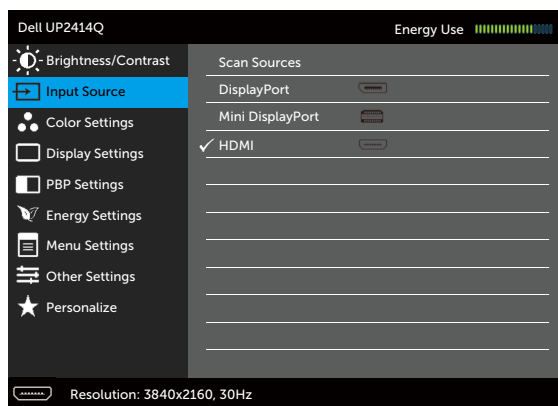 Dell UP2414Q
Energy Use
Brightness/Contrast
Input Source
Color Settings
Display Settings
PBP Settings
Energy Settings
Menu Settings
Other Settings
Personalize
Scan Sources
DisplayPort
Mini DisplayPort
HDMI
Resolution: 3840x2160, 30Hz